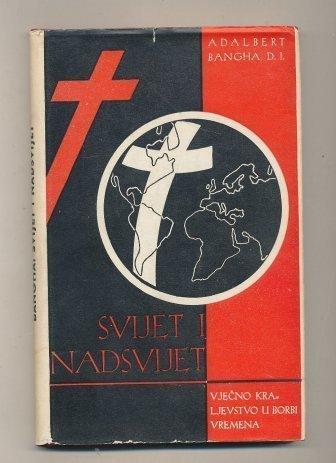 ADALBERT
BANGHA, D. I.
SVIJET I
NADSVIJET
VJEČNO KRA-
LJEVSTVO U BORBI
VREMENA
BANGHA: SVIJET I NADSVIJET